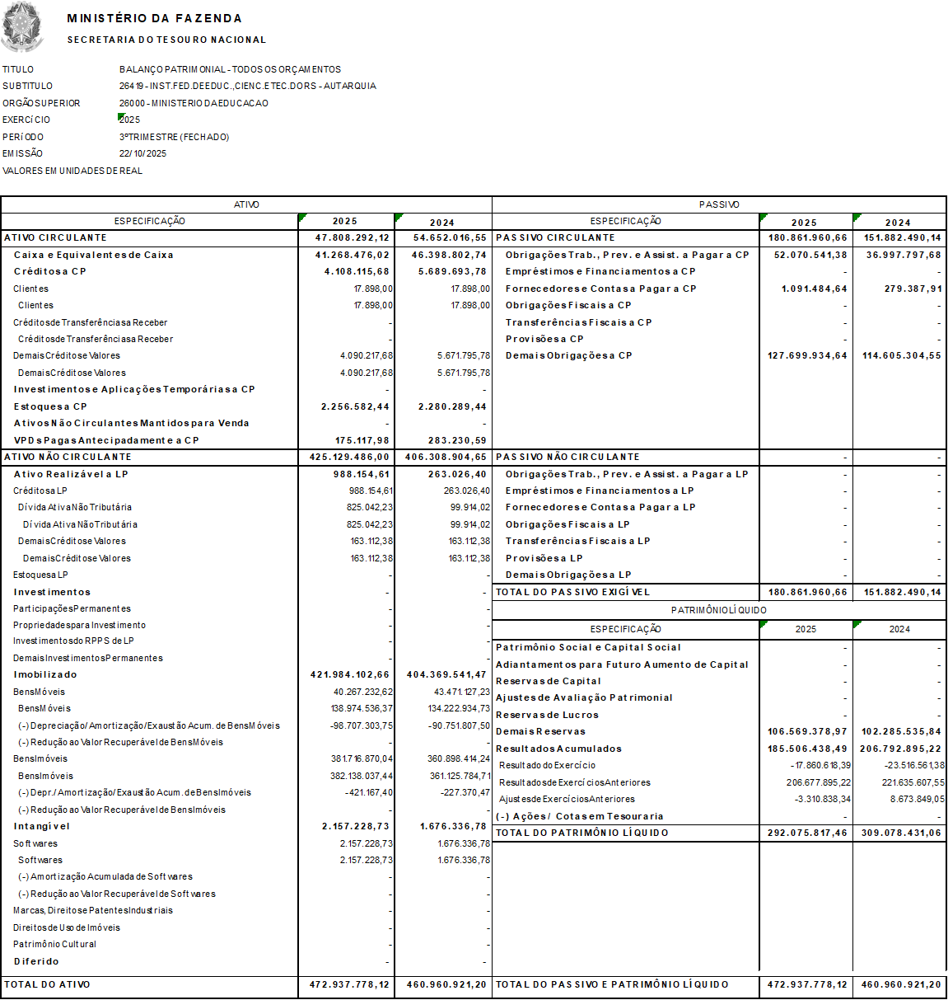 MINISTÉRIO DA FAZENDA
SECRETARIA DO TESOURO NACIONAL
TITULO BALANÇO PATRIMONIAL - TODOS OS ORÇAMENTOS
SUBTITULO 26419 - INST.FED.DE EDUC.,CIENC.E TEC.DO RS - AUTARQUIA
ORGÃO SUPERIOR 26000 - MINISTERIO DA EDUCACAO
EXERCÍCIO 2025
PERÍODO 3º TRIMESTRE (FECHADO)
EMISSÃO 22/10/2025
VALORES EM UNIDADES DE REAL
ATIVO PASSIVO
ESPECIFICAÇÃO 2025 2024 ESPECIFICAÇÃO 2025 2024
ATIVO CIRCULANTE 47.808.292,12 54.652.016,55 PASSIVO CIRCULANTE 180.861.960,66 151.882.490,14
Caixa e Equivalentes de Caixa 41.268.476,02 46.398.802,74 Obrigações Trab., Prev. e Assist. a Pagar a CP 52.070.541,38 36.997.797,68
Créditos a CP 4.108.115,68 5.689.693,78 Empréstimos e Financiamentos a CP - -
Clientes 17.898,00 17.898,00 Fornecedores e Contas a Pagar a CP 1.091.484,64 279.387,91
Clientes 17.898,00 17.898,00 Obrigações Fiscais a CP - -
Créditos de Transferências a Receber - Transferências Fiscais a CP - -
Créditos de Transferências a Receber - Provisões a CP - -
Demais Créditos e Valores 4.090.217,68 5.671.795,78 Demais Obrigações a CP 127.699.934,64 114.605.304,55
Demais Créditos e Valores 4.090.217,68 5.671.795,78
Investimentos e Aplicações Temporárias a CP - -
Estoques a CP 2.256.582,44 2.280.289,44
Ativos Não Circulantes Mantidos para Venda - -
VPDs Pagas Antecipadamente a CP 175.117,98 283.230,59
ATIVO NÃO CIRCULANTE 425.129.486,00 406.308.904,65 PASSIVO NÃO CIRCULANTE - -
Ativo Realizável a LP 988.154,61 263.026,40 Obrigações Trab., Prev. e Assist. a Pagar a LP - -
Créditos a LP 988.154,61 263.026,40 Empréstimos e Financiamentos a LP - -
Dívida Ativa Não Tributária 825.042,23 99.914,02 Fornecedores e Contas a Pagar a LP - -
Dívida Ativa Não Tributária 825.042,23 99.914,02 Obrigações Fiscais a LP - -
Demais Créditos e Valores 163.112,38 163.112,38 Transferências Fiscais a LP - -
Demais Créditos e Valores 163.112,38 163.112,38 Provisões a LP - -
Estoques a LP - - Demais Obrigações a LP - -
Investimentos - - TOTAL DO PASSIVO EXIGÍVEL 180.861.960,66 151.882.490,14
Participações Permanentes - - PATRIMÔNIO LÍQUIDO
Propriedades para Investimento - - ESPECIFICAÇÃO 2025 2024
Investimentos do RPPS de LP - - Patrimônio Social e Capital Social - -
Demais Investimentos Permanentes - - Adiantamentos para Futuro Aumento de Capital - -
Imobilizado 421.984.102,66 404.369.541,47 Reservas de Capital - -
Bens Móveis 40.267.232,62 43.471.127,23 Ajustes de Avaliação Patrimonial - -
Bens Móveis 138.974.536,37 134.222.934,73 Reservas de Lucros - -
(-) Depreciação/Amortização/Exaustão Acum. de Bens Móveis -98.707.303,75 -90.751.807,50 Demais Reservas 106.569.378,97 102.285.535,84
(-) Redução ao Valor Recuperável de Bens Móveis - - Resultados Acumulados 185.506.438,49 206.792.895,22
Bens Imóveis 381.716.870,04 360.898.414,24 Resultado do Exercício -17.860.618,39 -23.516.561,38
Bens Imóveis 382.138.037,44 361.125.784,71 Resultados de Exercícios Anteriores 206.677.895,22 221.635.607,55
(-) Depr./Amortização/Exaustão Acum. de Bens Imóveis -421.167,40 -227.370,47 Ajustes de Exercícios Anteriores -3.310.838,34 8.673.849,05
(-) Redução ao Valor Recuperável de Bens Imóveis - - (-) Ações / Cotas em Tesouraria - -
Intangível 2.157.228,73 1.676.336,78 TOTAL DO PATRIMÔNIO LÍQUIDO 292.075.817,46 309.078.431,06
Softwares 2.157.228,73 1.676.336,78
Softwares 2.157.228,73 1.676.336,78
(-) Amortização Acumulada de Softwares - -
(-) Redução ao Valor Recuperável de Softwares - -
Marcas, Direitos e Patentes Industriais - -
Direitos de Uso de Imóveis - -
Patrimônio Cultural - -
Diferido - -
TOTAL DO ATIVO 472.937.778,12 460.960.921,20 TOTAL DO PASSIVO E PATRIMÔNIO LÍQUIDO 472.937.778,12 460.960.921,20